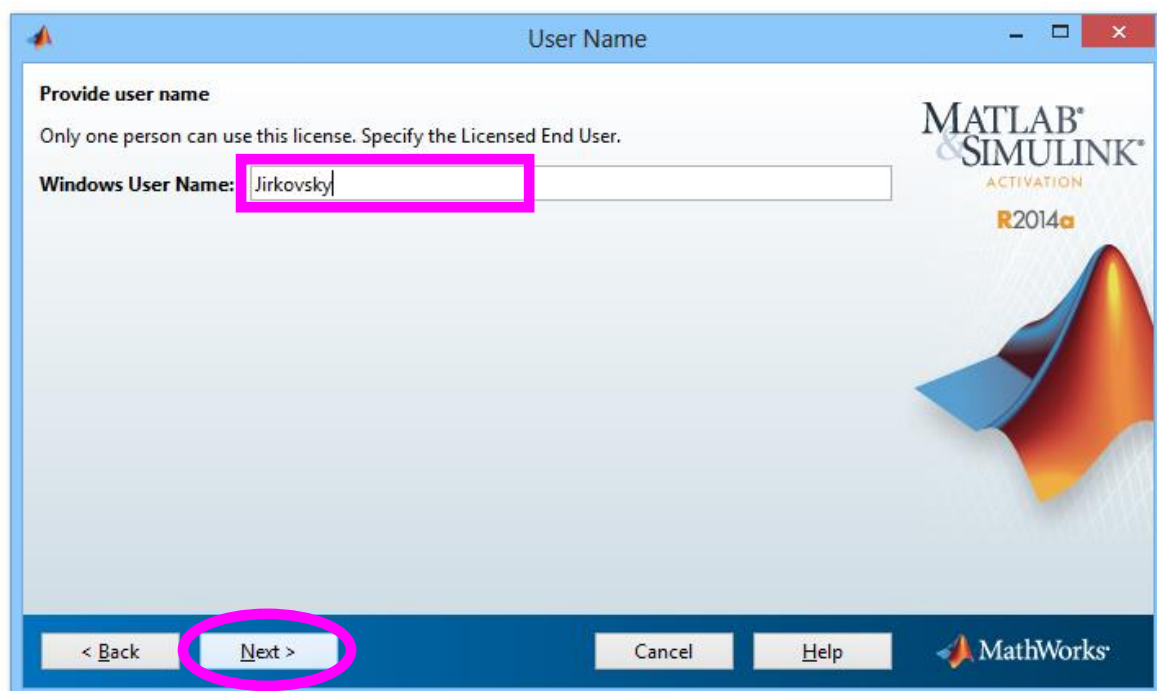 User Name
Provide user name
Only one person can use this license. Specify the Licensed End User.
Windows User Name: Jirkovsky
MATLAB®
&SIMULINK®
ACTIVATION
R2014a
< Back
Next >
Cancel
Help
MathWorks®